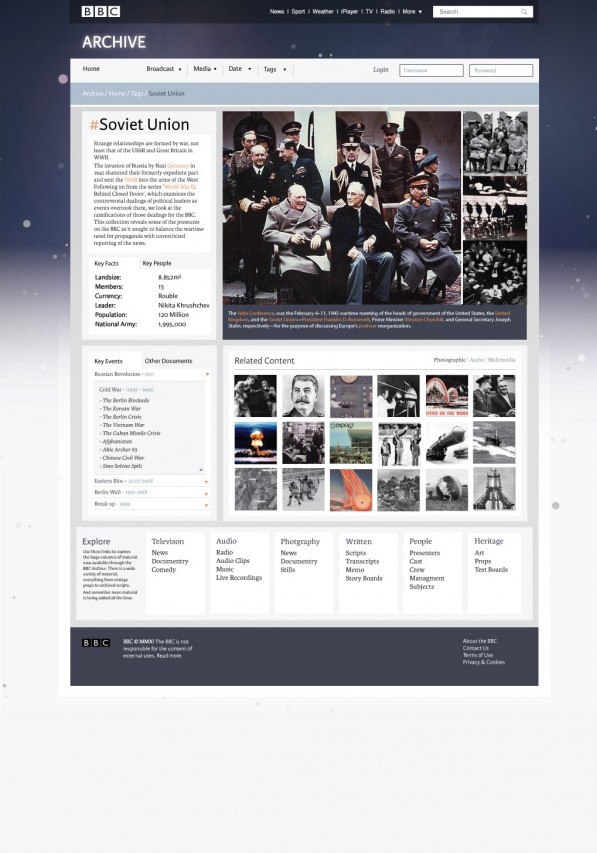 BBC
News | Sport | Weather | iPlayer | TV | Radio | More
Search
ARCHIVE
Home
Broadcast
Media
Date
Tags
Login
Username
Password
Archive / Home / Tags / Soviet Union
#Soviet Union
Strange relationships are formed by war, not
least that of the USSR and Great Britain in
WWII.
The invasion of Russia by Nazi Germany in
1941 shattered their formerly expedient pact
and sent the USSR into the arms of the West
Following on from the series 'World War II:
Behind Closed Doors', which examines the
controversial dealings of political leaders as
events overtook them, we look at the
ramifications of those dealings for the BBC.
This collection reveals some of the pressures
on the BBC as it sought to balance the wartime
need for propaganda with unrestricted
reporting of the news.
Key Facts
Key People
Landsize: 8.852m²
Members: 15
Currency: Rouble
Leader: Nikita Khrushchev
Population: 120 Million
National Army: 1,995,000
The Yalta Conference, was the February 4–11, 1945 wartime meeting of the heads of government of the United States, the United
Kingdom, and the Soviet Union—President Franklin D. Roosevelt, Prime Minister Winston Churchill, and General Secretary Joseph
Stalin, respectively—for the purpose of discussing Europe's postwar reorganization.
Key Events
Other Documents
Russian Revolution - 1917
Cold War - (1947 - 1991)
- The Berlin Blockade
- The Korean War
- The Berlin Crisis
- The Vietnam War
- The Cuban Missile Crisis
- Afghanistan
- Able Archer 83
- Chinese Civil War
- Sino Soviet Split
Eastern Bloc -
Berlin Wall -
Break up -
Related Content
Photographic | Audio | Multimedia
expo67
Explore
Use these links to explore
the huge volumes of material
now available through the
BBC Archive. There is a wide
variety of material,
everything from vintage
props to archived scripts.
And remember more material
is being added all the time.
Televison
News
Documentry
Comedy
Audio
Radio
Audio Clips
Music
Live Recordings
Photgraphy
News
Documentry
Stills
Written
Scripts
Transcripts
Memo
Story Boards
People
Presenters
Cast
Crew
Managment
Subjects
Heritage
Art
Props
Test Boards
BBC
BBC © MMXI The BBC is not
responsible for the content of
external sites. Read more.
About the BBC
Contact Us
Terms of Use
Privacy & Cookies